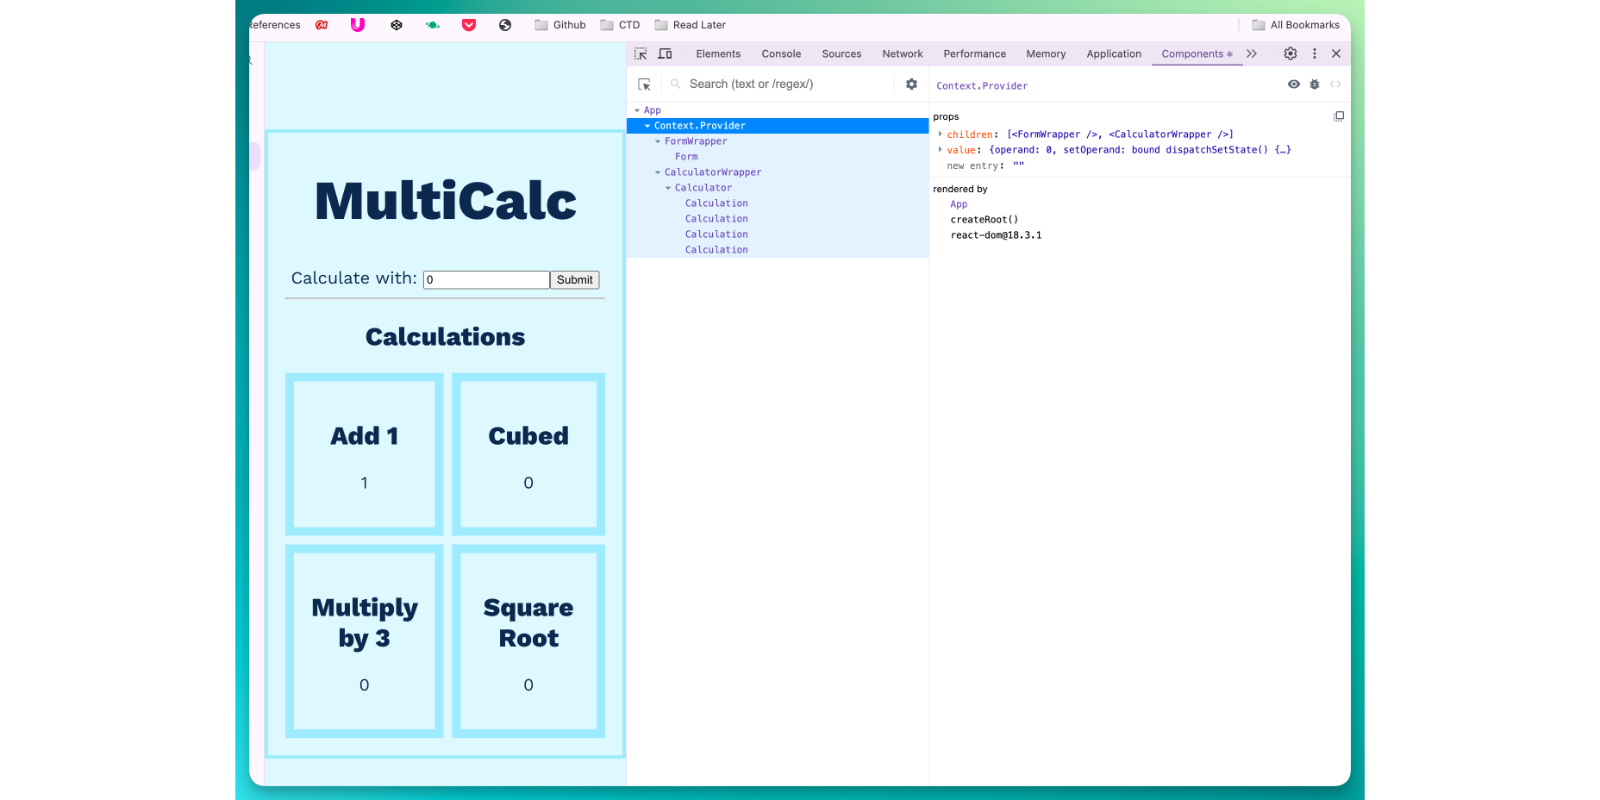 References
Github
CTD
Read Later
All Bookmarks
Elements
Console
Sources
Network
Performance
Memory
Application
Components
Search (text or /regex/)
Context.Provider
App
Context.Provider
FormWrapper
Form
CalculatorWrapper
Calculator
Calculation
Calculation
Calculation
Calculation
props
children: [<FormWrapper />, <CalculatorWrapper />]
value: {operand: 0, setOperand: bound dispatchSetState() {…}
new entry: ""
rendered by
App
createRoot()
react-dom@18.3.1
MultiCalc
Calculate with: 0 Submit
Calculations
Add 1
1
Cubed
0
Multiply
by 3
0
Square
Root
0